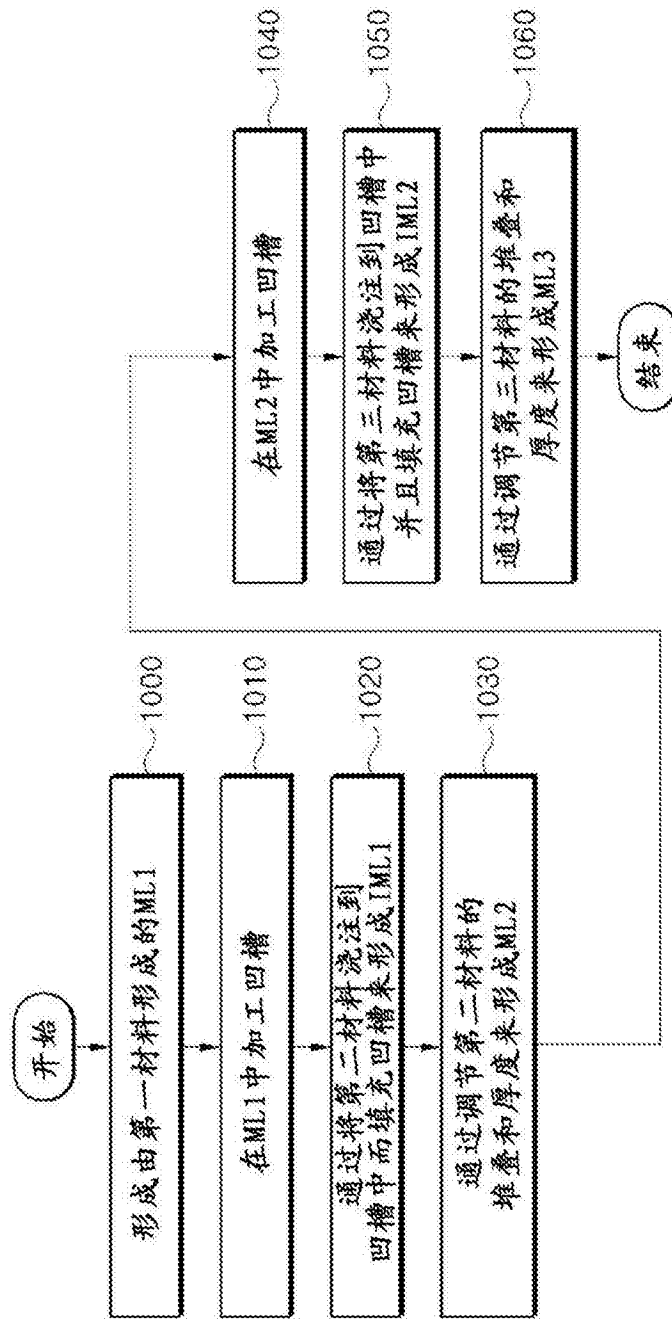 开始
形成由第一材料形成的ML1
1000
在ML1中加工凹槽
1010
通过将第二材料浇注到
凹槽中而填充凹槽来形成IML1
1020
通过调节第二材料的
堆叠和厚度来形成ML2
1030
在ML2中加工凹槽
1040
通过将第三材料浇注到凹槽中
并且填充凹槽来形成IML2
1050
通过调节第三材料的堆叠和
厚度来形成ML3
1060
结束